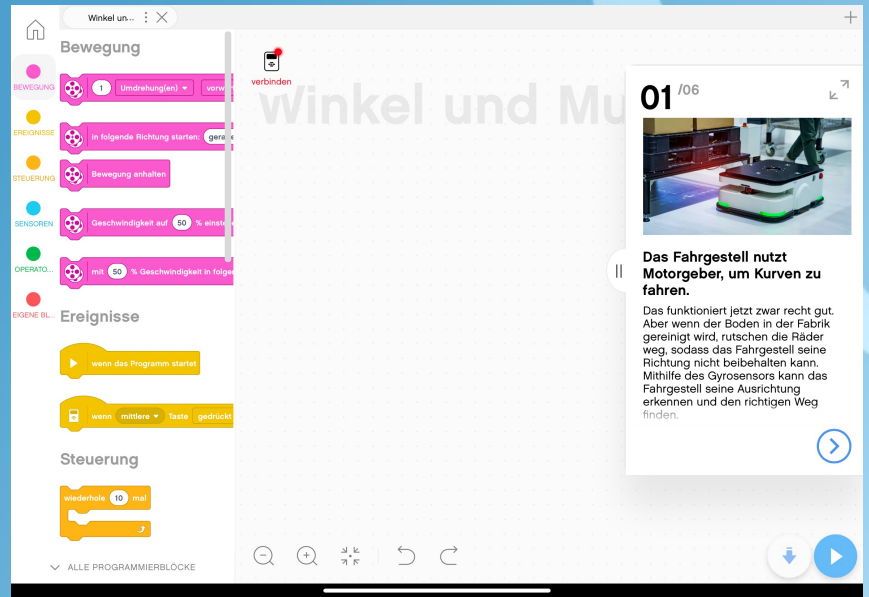 Winkel un...
Bewegung
BEWEGUNG
EREIGNISSE
STEUERUNG
SENSOREN
OPERATO...
EIGENE BL...
1 Umdrehung(en)
in folgende Richtung starten:
Bewegung anhalten
Geschwindigkeit auf 50 %
mit 50 % Geschwindigkeit in
Ereignisse
wenn das Programm startet
wenn mittlere Taste gedrückt
Steuerung
wiederhole 10 mal
ALLE PROGRAMMIERBLÖCKE
verbinden
Winkel und Mu
01 /06
Das Fahrgestell nutzt
Motorgeber, um Kurven zu
fahren.
Das funktioniert jetzt zwar recht gut.
Aber wenn der Boden in der Fabrik
gereinigt wird, rutschen die Räder
weg, sodass das Fahrgestell seine
Richtung nicht beibehalten kann.
Mithilfe des Gyrosensors kann das
Fahrgestell seine Ausrichtung
erkennen und den richtigen Weg
finden.